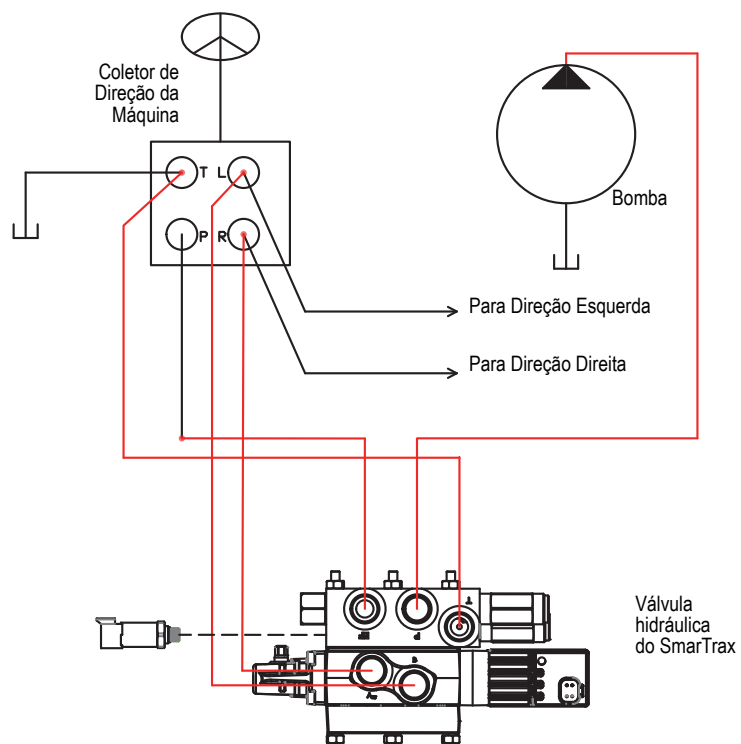 Coletor de
Direção da
Máquina
T L
P R
Bomba
Para Direção Esquerda
Para Direção Direita
P
T
Válvula
hidráulica
do SmarTrax